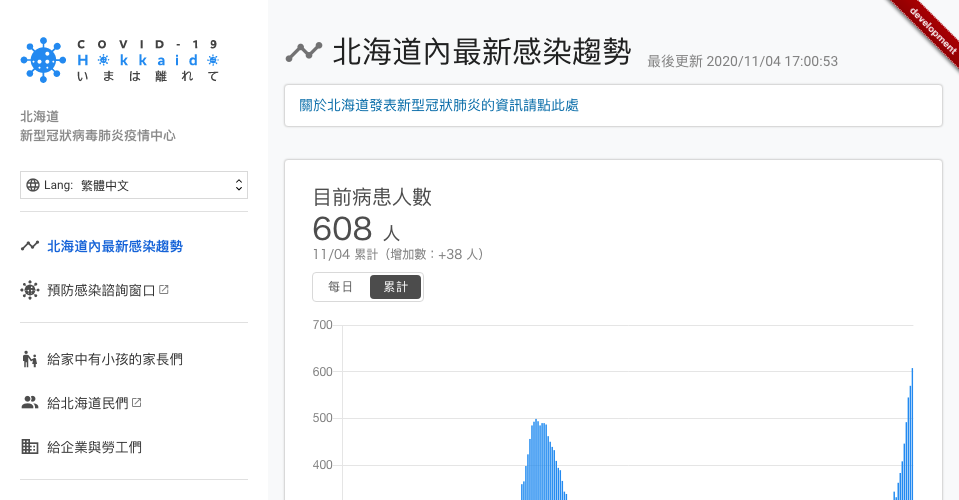 COVID-19
Hokkaido
いまは離れて
北海道
新型冠狀病毒肺炎疫情中心
Lang: 繁體中文
北海道內最新感染趨勢
預防感染諮詢窗口
給家中有小孩的家長們
給北海道民們
給企業與勞工們
北海道內最新感染趨勢
最後更新 2020/11/04 17:00:53
development
關於北海道發表新型冠狀肺炎的資訊請點此處
目前病患人數
608 人
11/04 累計（增加數：+38 人）
每日
累計
700
600
500
400